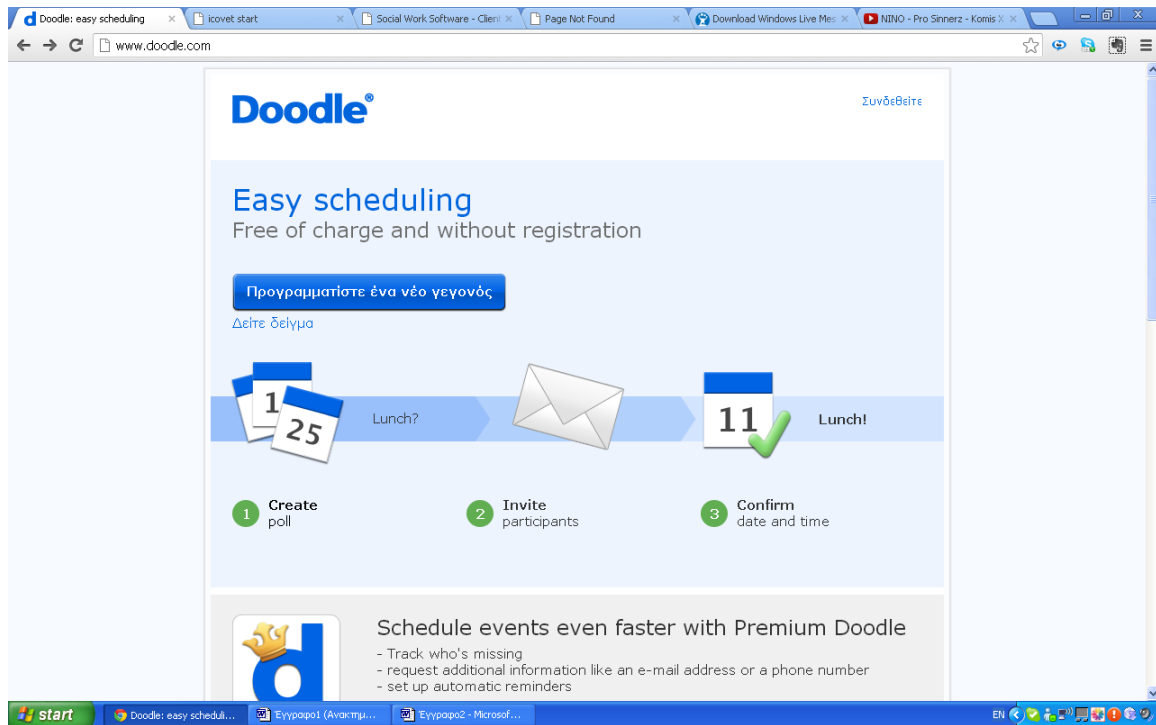 Doodle: easy scheduling
icovet start
Social Work Software - Client
Page Not Found
Download Windows Live Mes
NINO - Pro Sinnerz - Komis X
www.doodle.com
Doodle®
Συνδεθείτε
Easy scheduling
Free of charge and without registration
Προγραμματίστε ένα νέο γεγονός
Δείτε δείγμα
1
25
Lunch?
11
Lunch!
1 Create
poll
2 Invite
participants
3 Confirm
date and time
d
Schedule events even faster with Premium Doodle
- Track who's missing
- request additional information like an e-mail address or a phone number
- set up automatic reminders
start
Doodle: easy scheduli...
Έγγραφο1 (Ανακτημ...
Έγγραφο2 - Microsof...
EN